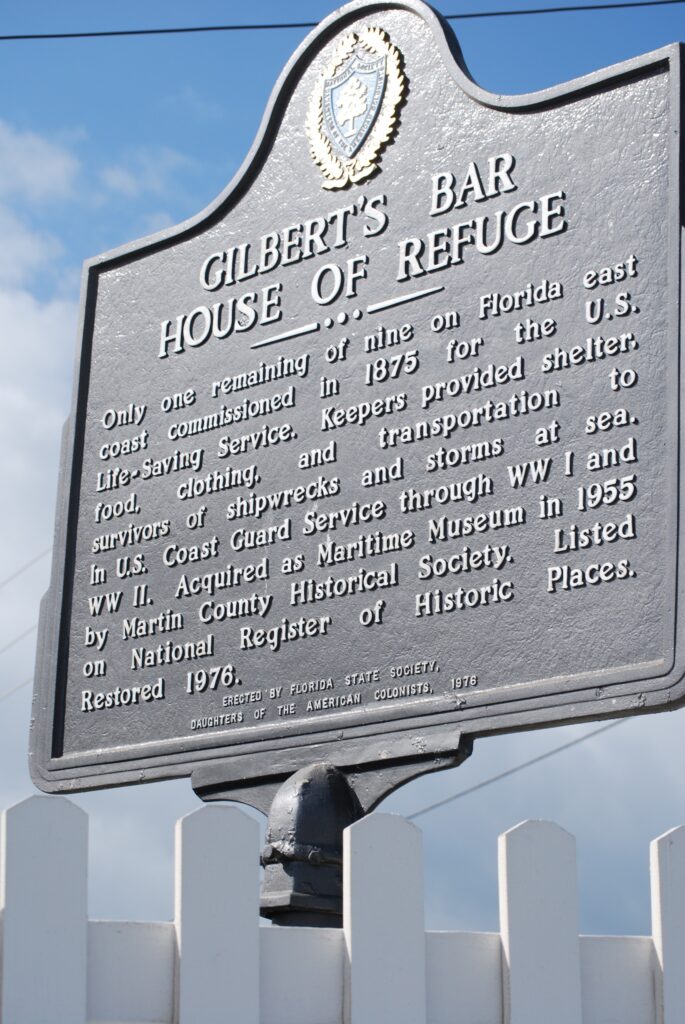 GILBERT'S BAR
HOUSE OF REFUGE
Only one remaining of nine on Florida east
coast commissioned in 1875 for the U.S.
Life-Saving Service. Keepers provided shelter,
food, clothing, and transportation to
survivors of shipwrecks and storms at sea.
In U.S. Coast Guard Service through WW I and
WW II. Acquired as Maritime Museum in 1955
by Martin County Historical Society. Listed
on National Register of Historic Places.
Restored 1976.
ERECTED BY FLORIDA STATE SOCIETY,
DAUGHTERS OF THE AMERICAN COLONISTS, 1976